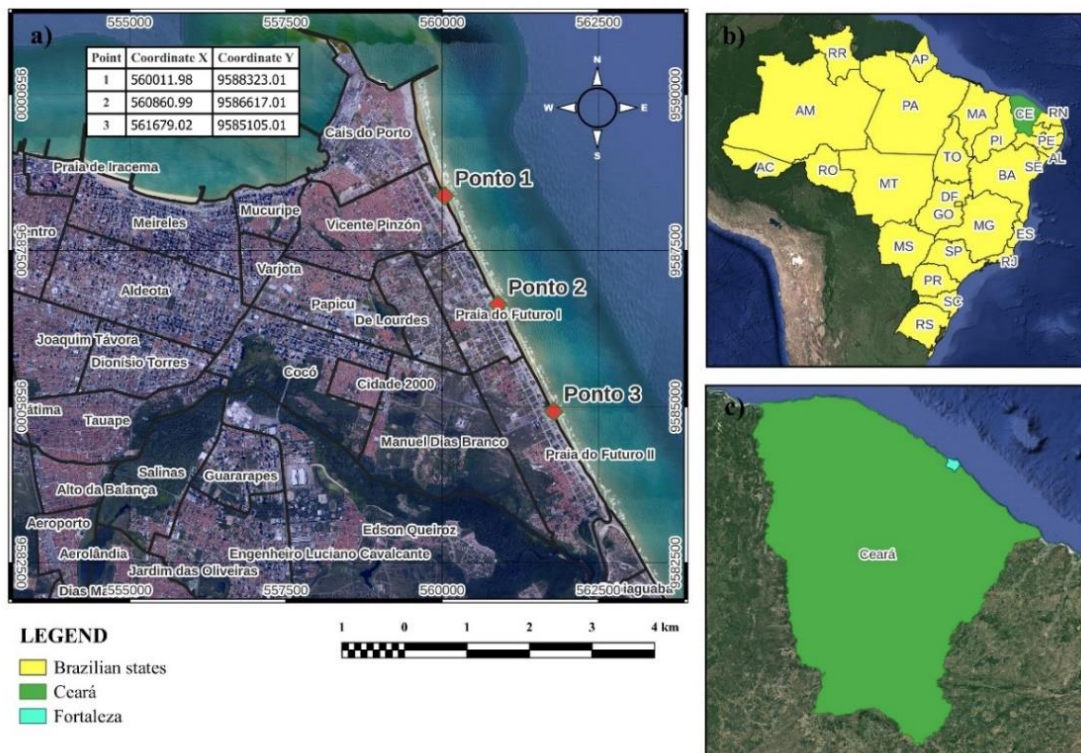 a)
555000
557500
560000
562500
Point Coordinate X Coordinate Y
1 560011.98 9588323.01
2 560860.99 9586617.01
3 561679.02 9585105.01
N
W
E
S
9590000
9590000
Cais do Porto
Praia de Iracema
Ponto 1
Mucuripe
Meireles
Vicente Pinzón
entro
9587500
9587500
Varjota
Aldeota
Ponto 2
Papicu
Praia do Futuro I
De Lourdes
Joaquim Távora
Dionísio Torres
Cocó
Cidade 2000
Ponto 3
9585000
9585000
átima
Tauape
Manuel Dias Branco
Praia do Futuro II
Salinas
Guararapes
Alto da Balança
Aeroporto
Edson Queiroz
Aerolândia
Engenheiro Luciano Cavalcante
Jardim das Oliveiras
9582500
9582500
555000
557500
560000
562500
LEGEND
Brazilian states
Ceará
Fortaleza
1 0 1 2 3 4 km
b)
RR
AP
AM
PA
MA
CE
RN
PI
PE
AL
SE
AC
RO
TO
BA
MT
DF
GO
MG
ES
MS
SP
RJ
PR
SC
RS
c)
Ceará